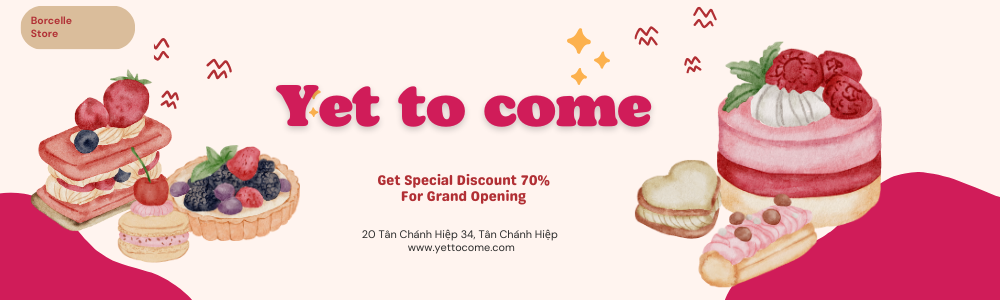 Borcelle
Store
Yet to come
Get Special Discount 70%
For Grand Opening
20 Tân Chánh Hiệp 34, Tân Chánh Hiệp
www.yettocome.com